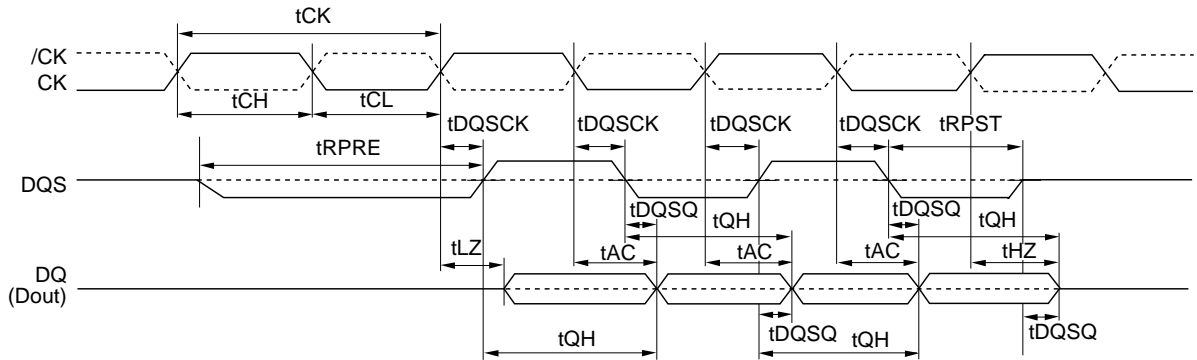 tCK
/CK
CK
tCH
tCL
tDQSCK
tDQSCK
tDQSCK
tDQSCK
tRPST
tRPRE
DQS
tDQSQ
tQH
tDQSQ
tQH
tLZ
tAC
tAC
tAC
tHZ
DQ
(Dout)
tQH
tDQSQ
tQH
tDQSQ